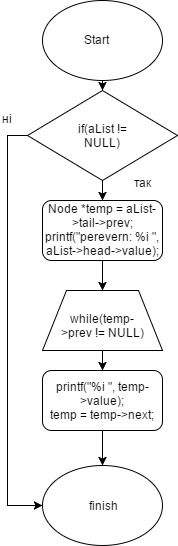 Start
if(aList !=
NULL)
ні
так
Node *temp = aList-
>tail->prev;
printf("perevern: %i ",
aList->head->value);
while(temp-
>prev != NULL)
printf("%i ", temp-
>value);
temp = temp->next;
finish